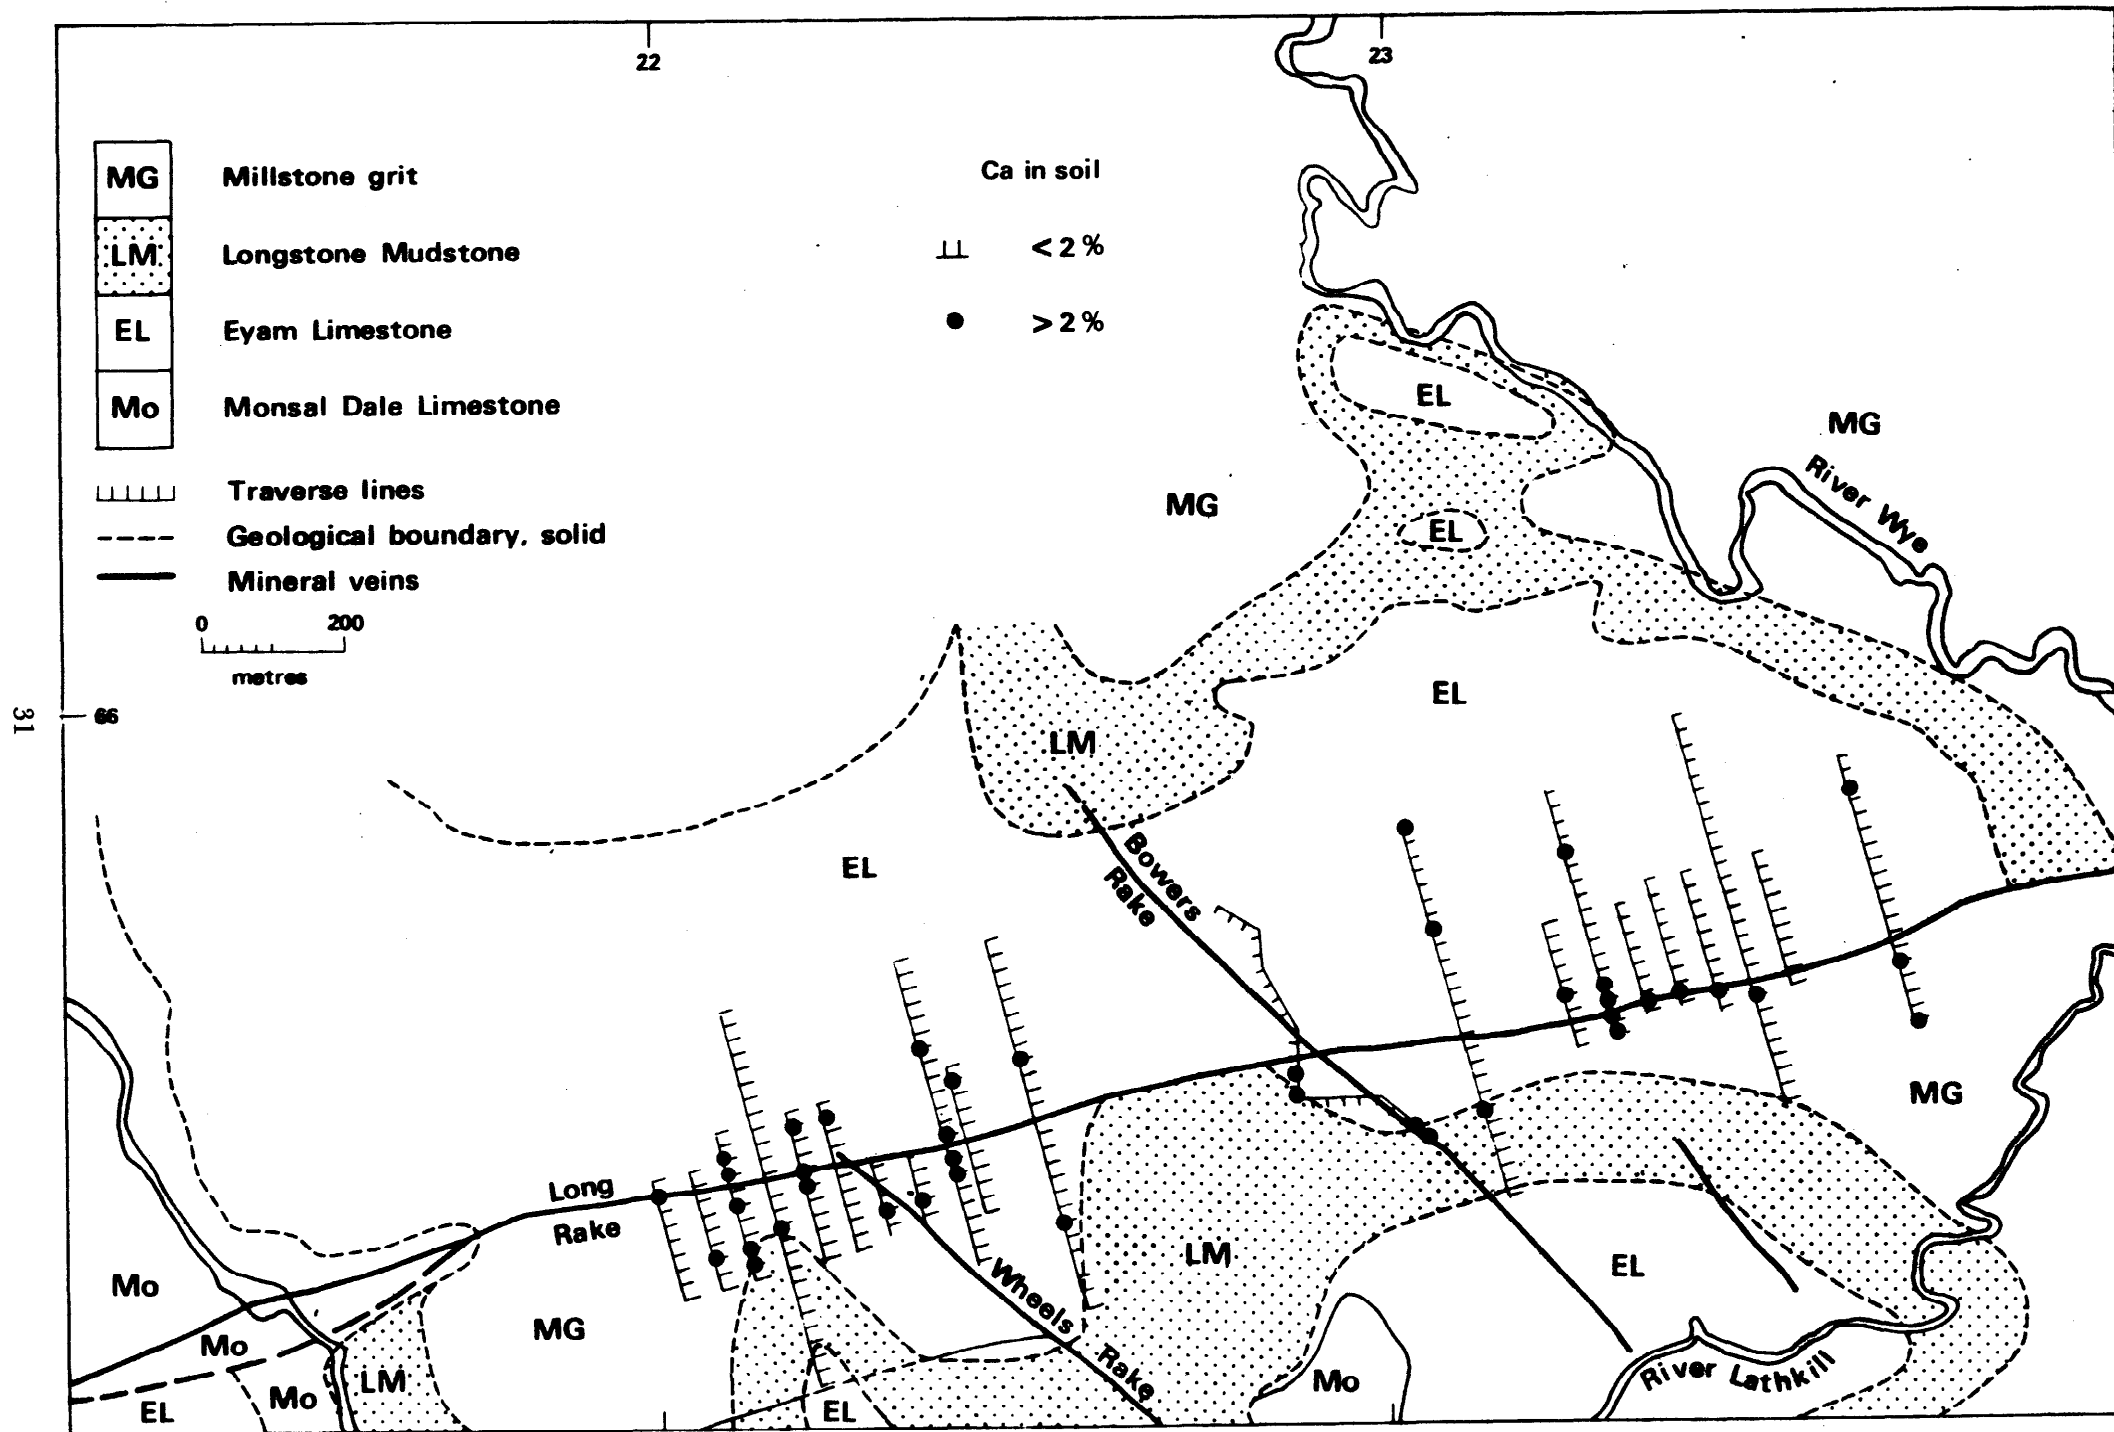 22
23
MG Millstone grit
LM Longstone Mudstone
EL Eyam Limestone
Mo Monsal Dale Limestone
Traverse lines
Geological boundary, solid
Mineral veins
0 200
metres
Ca in soil
< 2 %
> 2 %
EL
MG
River Wye
MG
EL
EL
66
31
LM
Bowers
Rake
EL
MG
Long
Rake
LM
EL
Mo
MG
Wheels
Rake
Mo
LM
Mo
Mo
EL
EL
River Lathkill